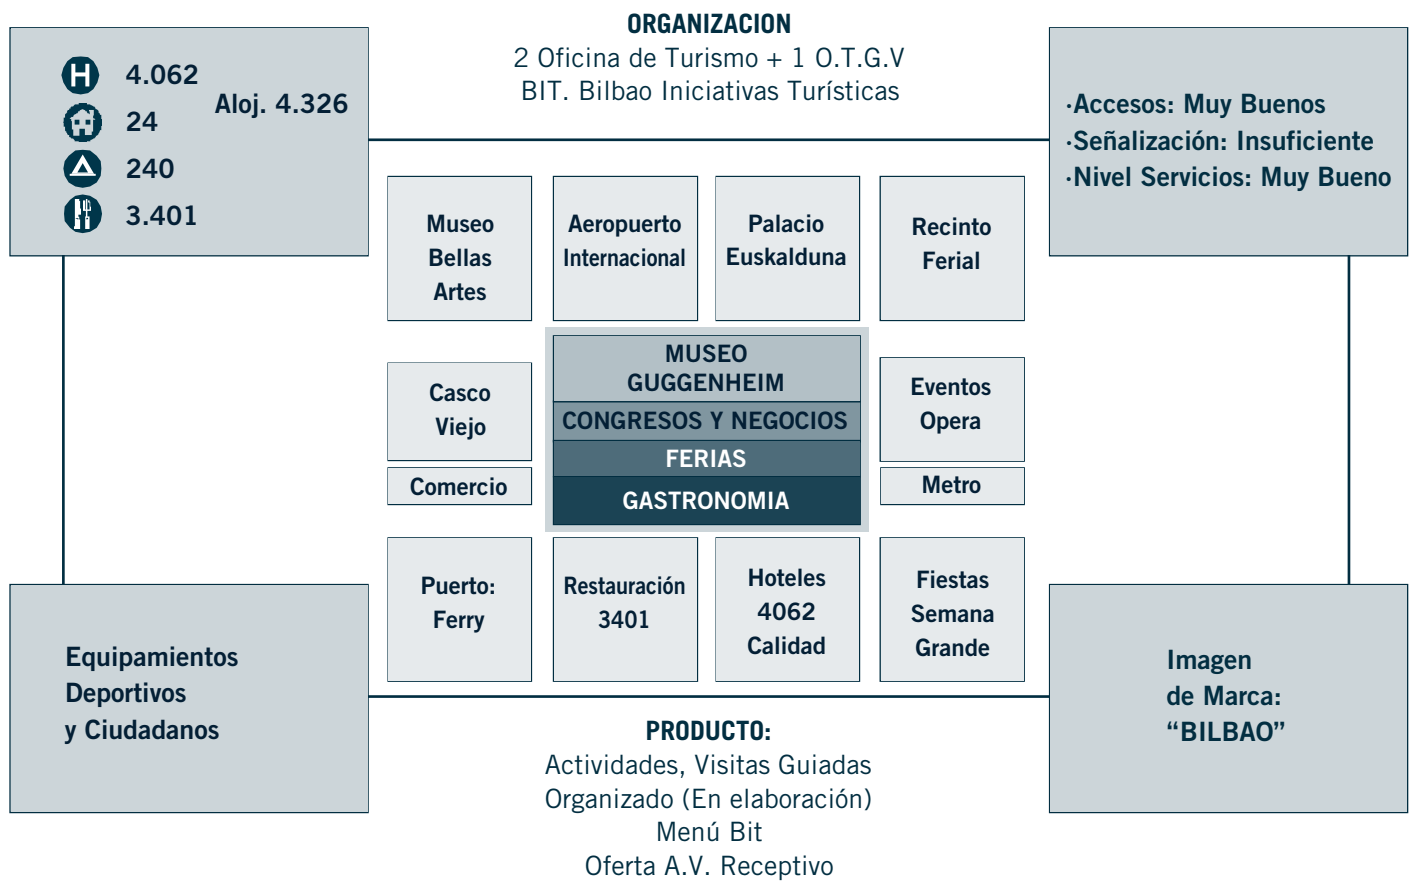 ORGANIZACION
2 Oficina de Turismo + 1 O.T.G.V
BIT. Bilbao Iniciativas Turísticas
H 4.062
Aloj. 4.326
24
240
3.401
·Accesos: Muy Buenos
·Señalización: Insuficiente
·Nivel Servicios: Muy Bueno
Museo
Bellas
Artes
Aeropuerto
Internacional
Palacio
Euskalduna
Recinto
Ferial
Casco
Viejo
Comercio
MUSEO
GUGGENHEIM
CONGRESOS Y NEGOCIOS
FERIAS
GASTRONOMIA
Eventos
Opera
Metro
Puerto:
Ferry
Restauración
3401
Hoteles
4062
Calidad
Fiestas
Semana
Grande
Equipamientos
Deportivos
y Ciudadanos
Imagen
de Marca:
“BILBAO”
PRODUCTO:
Actividades, Visitas Guiadas
Organizado (En elaboración)
Menú Bit
Oferta A.V. Receptivo